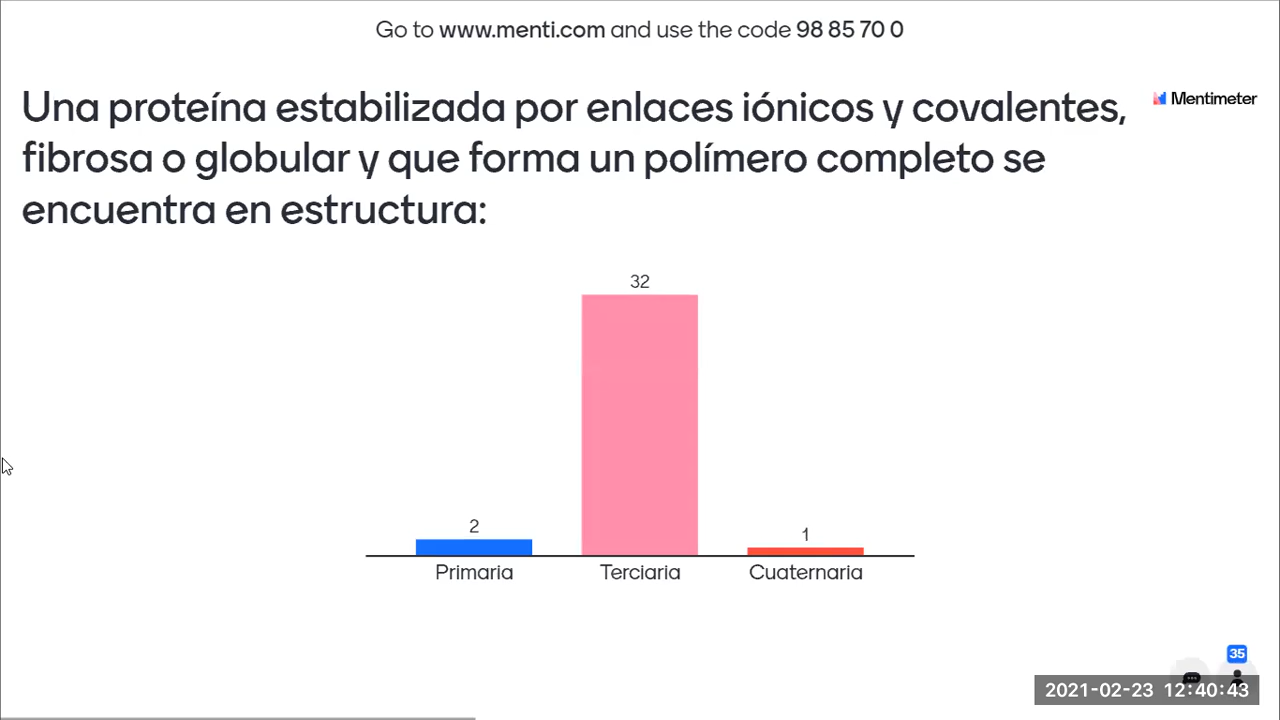 Go to www.menti.com and use the code 98 85 70 0
Una proteína estabilizada por enlaces iónicos y covalentes,
fibrosa o globular y que forma un polímero completo se
encuentra en estructura:
Mentimeter
32
2
1
Primaria
Terciaria
Cuaternaria
35
2021-02-23 12:40:43